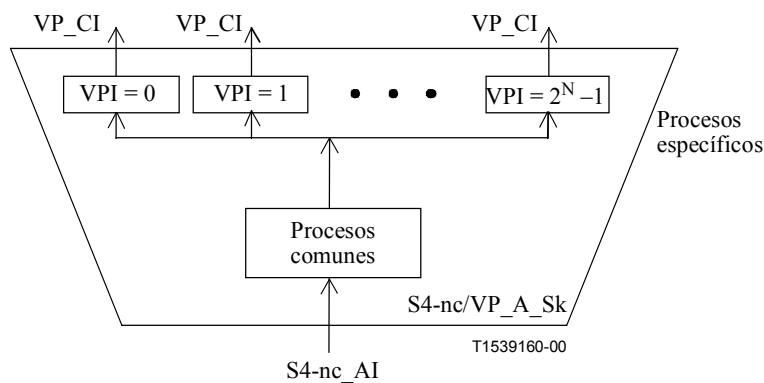 VP_CI VP_CI VP_CI
VPI = 0 VPI = 1 • • • VPI = 2^N –1
Procesos
específicos
Procesos
comunes
S4-nc/VP_A_Sk
T1539160-00
S4-nc_AI